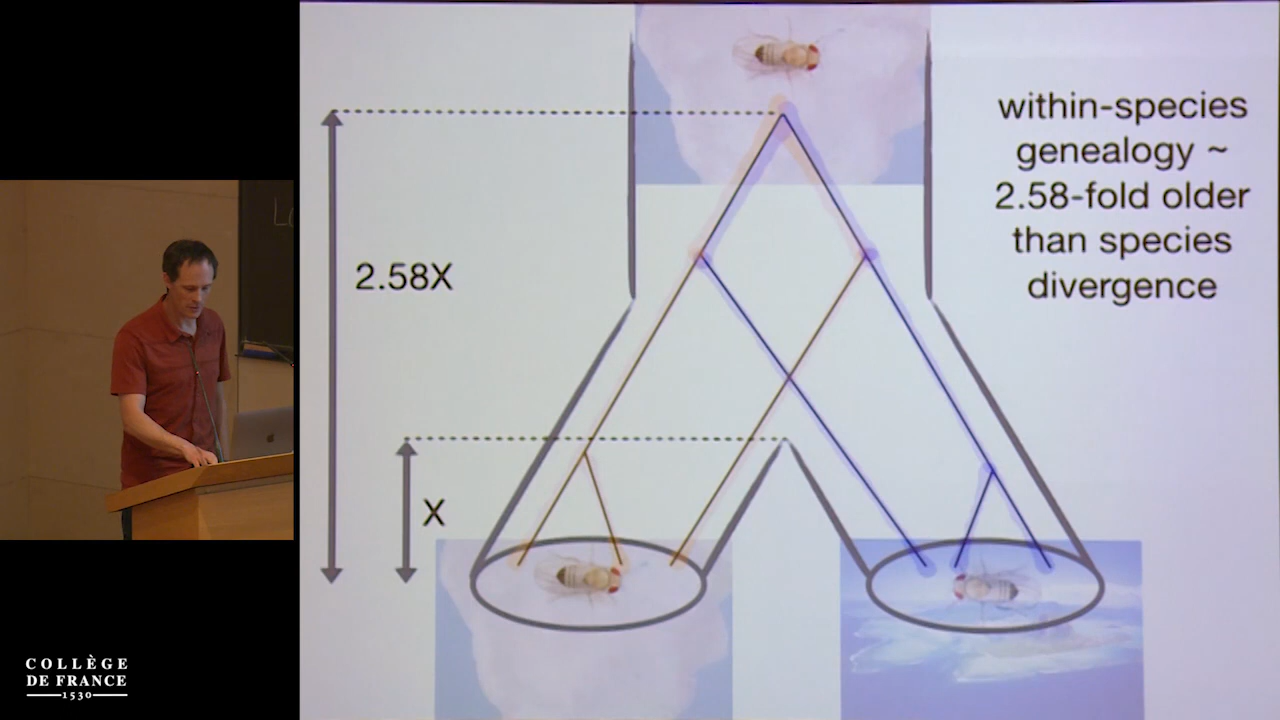 within-species
genealogy ~
2.58-fold older
than species
divergence
2.58X
X
COLLÈGE
DE FRANCE
1530